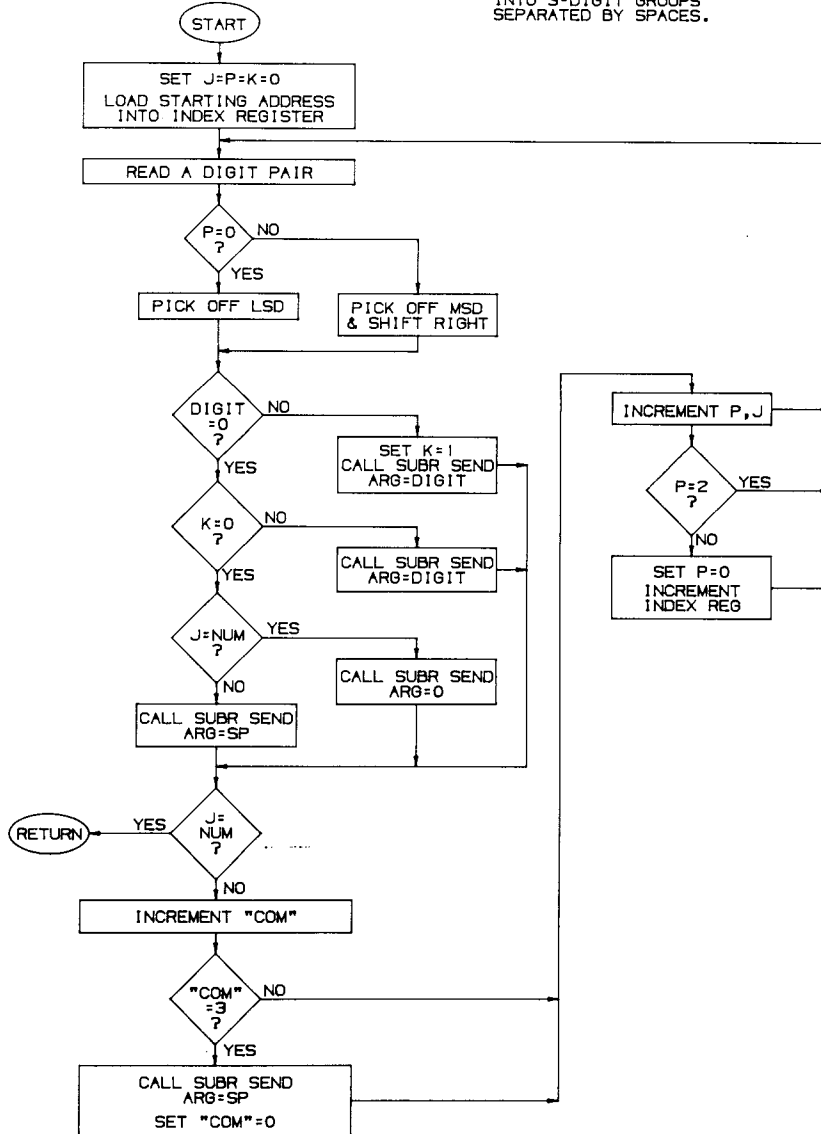 INTO 3-DIGIT GROUPS
SEPARATED BY SPACES.
START
SET J=P=K=0
LOAD STARTING ADDRESS
INTO INDEX REGISTER
READ A DIGIT PAIR
P=0
?
NO
YES
PICK OFF LSD
PICK OFF MSD
& SHIFT RIGHT
DIGIT
=0
?
NO
YES
SET K=1
CALL SUBR SEND
ARG=DIGIT
K=0
?
NO
YES
CALL SUBR SEND
ARG=DIGIT
J=NUM
?
YES
NO
CALL SUBR SEND
ARG=0
CALL SUBR SEND
ARG=SP
J=
NUM
?
YES
RETURN
NO
INCREMENT "COM"
"COM"
=3
?
NO
YES
CALL SUBR SEND
ARG=SP
SET "COM"=0
INCREMENT P,J
P=2
?
YES
NO
SET P=0
INCREMENT
INDEX REG